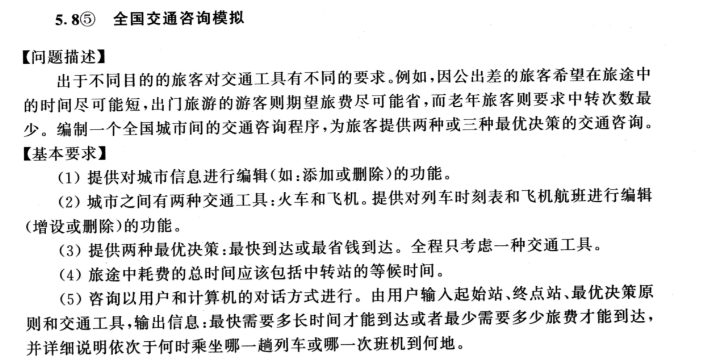 5.8⑤ 全国交通咨询模拟
【问题描述】
出于不同目的的旅客对交通工具有不同的要求。例如,因公出差的旅客希望在旅途中
的时间尽可能短,出门旅游的游客则期望旅费尽可能省,而老年旅客则要求中转次数最
少。编制一个全国城市间的交通咨询程序,为旅客提供两种或三种最优决策的交通咨询。
【基本要求】
(1) 提供对城市信息进行编辑(如:添加或删除)的功能。
(2) 城市之间有两种交通工具:火车和飞机。提供对列车时刻表和飞机航班进行编辑
(增设或删除)的功能。
(3) 提供两种最优决策:最快到达或最省钱到达。全程只考虑一种交通工具。
(4) 旅途中耗费的总时间应该包括中转站的等候时间。
(5) 咨询以用户和计算机的对话方式进行。由用户输入起始站、终点站、最优决策原
则和交通工具,输出信息:最快需要多长时间才能到达或者最少需要多少旅费才能到达,
并详细说明依次于何时乘坐哪一趟列车或哪一次班机到何地。